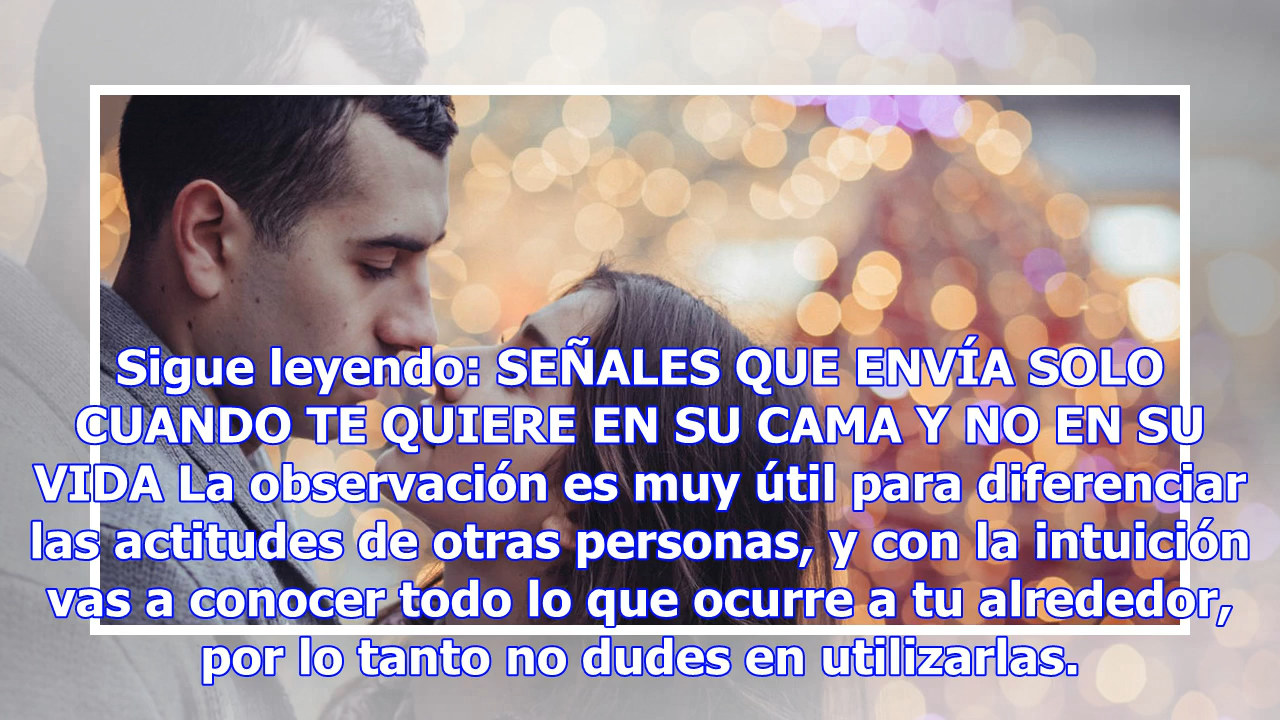 Sigue leyendo: SEÑALES QUE ENVÍA SOLO
CUANDO TE QUIERE EN SU CAMA Y NO EN SU
VIDA La observación es muy útil para diferenciar
las actitudes de otras personas, y con la intuición
vas a conocer todo lo que ocurre a tu alrededor,
por lo tanto no dudes en utilizarlas.